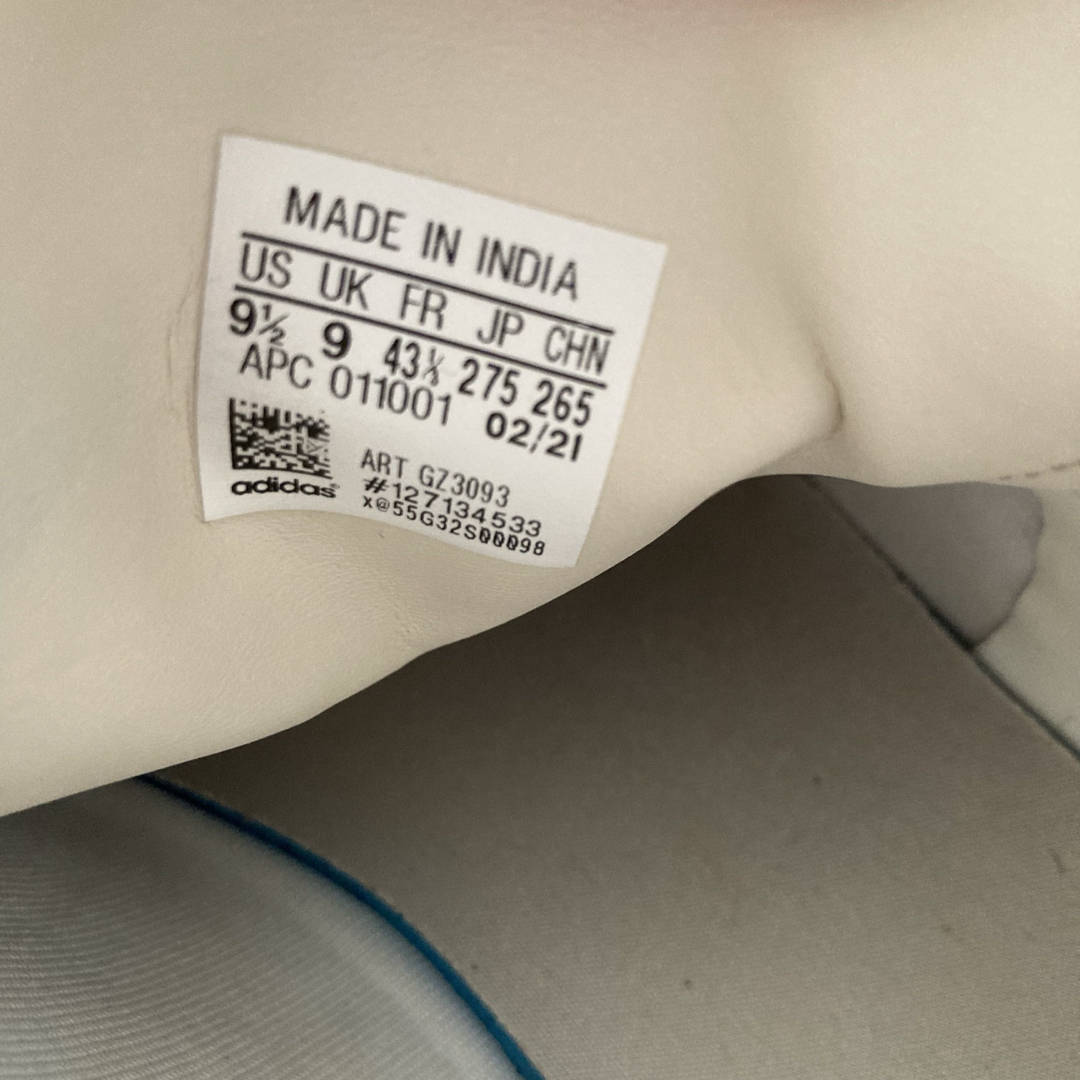 MADE IN INDIA
US UK FR JP CHN
9½ 9 43⅓ 275 265
APC 011001 02/21
ART GZ3093
#127134533
x@55G32S00098
adidas